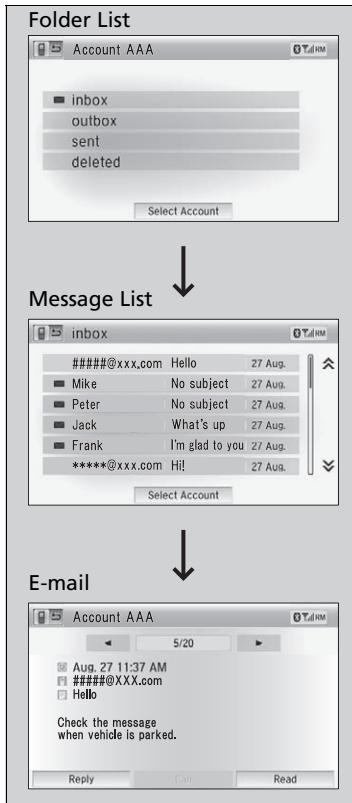 Folder List
Account AAA
inbox
outbox
sent
deleted
Select Account
Message List
inbox
#####@xxx.com Hello 27 Aug.
Mike No subject 27 Aug.
Peter No subject 27 Aug.
Jack What's up 27 Aug.
Frank I'm glad to you 27 Aug.
*****@xxx.com Hi! 27 Aug.
Select Account
E-mail
Account AAA
5/20
Aug. 27 11:37 AM
#####@XXX.com
Hello
Check the message
when vehicle is parked.
Reply Call Read